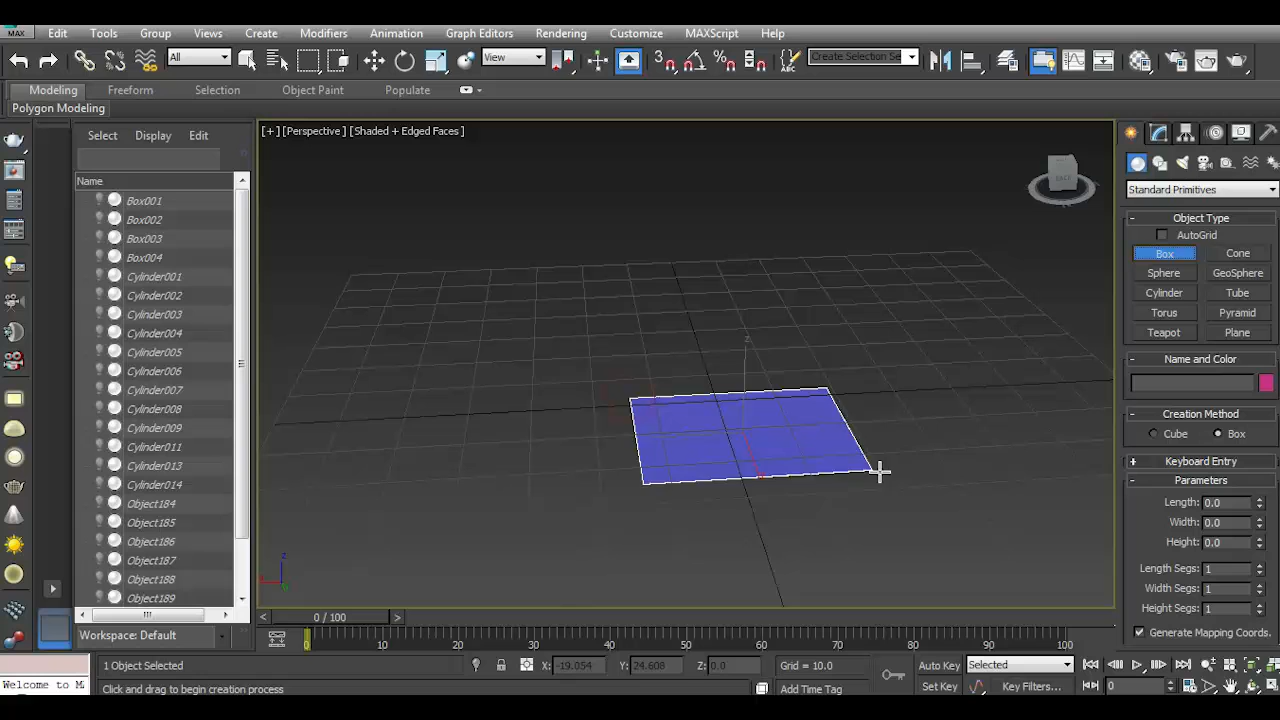 MAX Edit Tools Group Views Create Modifiers Animation Graph Editors Rendering Customize MAXScript Help
All View Create Selection Se
Modeling Freeform Selection Object Paint Populate
Polygon Modeling
Select Display Edit
[+] [Perspective] [Shaded + Edged Faces]
BACK
Name
Box001
Box002
Box003
Box004
Cylinder001
Cylinder002
Cylinder003
Cylinder004
Cylinder005
Cylinder006
Cylinder007
Cylinder008
Cylinder009
Cylinder011
Cylinder013
Cylinder014
Object184
Object185
Object186
Object187
Object188
Object189
Workspace: Default
z
z
Standard Primitives
Object Type
AutoGrid
Box Cone
Sphere GeoSphere
Cylinder Tube
Torus Pyramid
Teapot Plane
Name and Color
Creation Method
Cube Box
Keyboard Entry
Parameters
Length: 0.0
Width: 0.0
Height: 0.0
Length Segs: 1
Width Segs: 1
Height Segs: 1
Generate Mapping Coords.
0 / 100
0 10 20 30 40 50 60 70 80 90 100
1 Object Selected X: -19.054 Y: 24.608 Z: 0.0 Grid = 10.0 Auto Key Selected
Welcome to M Click and drag to begin creation process Add Time Tag Set Key Key Filters... 0